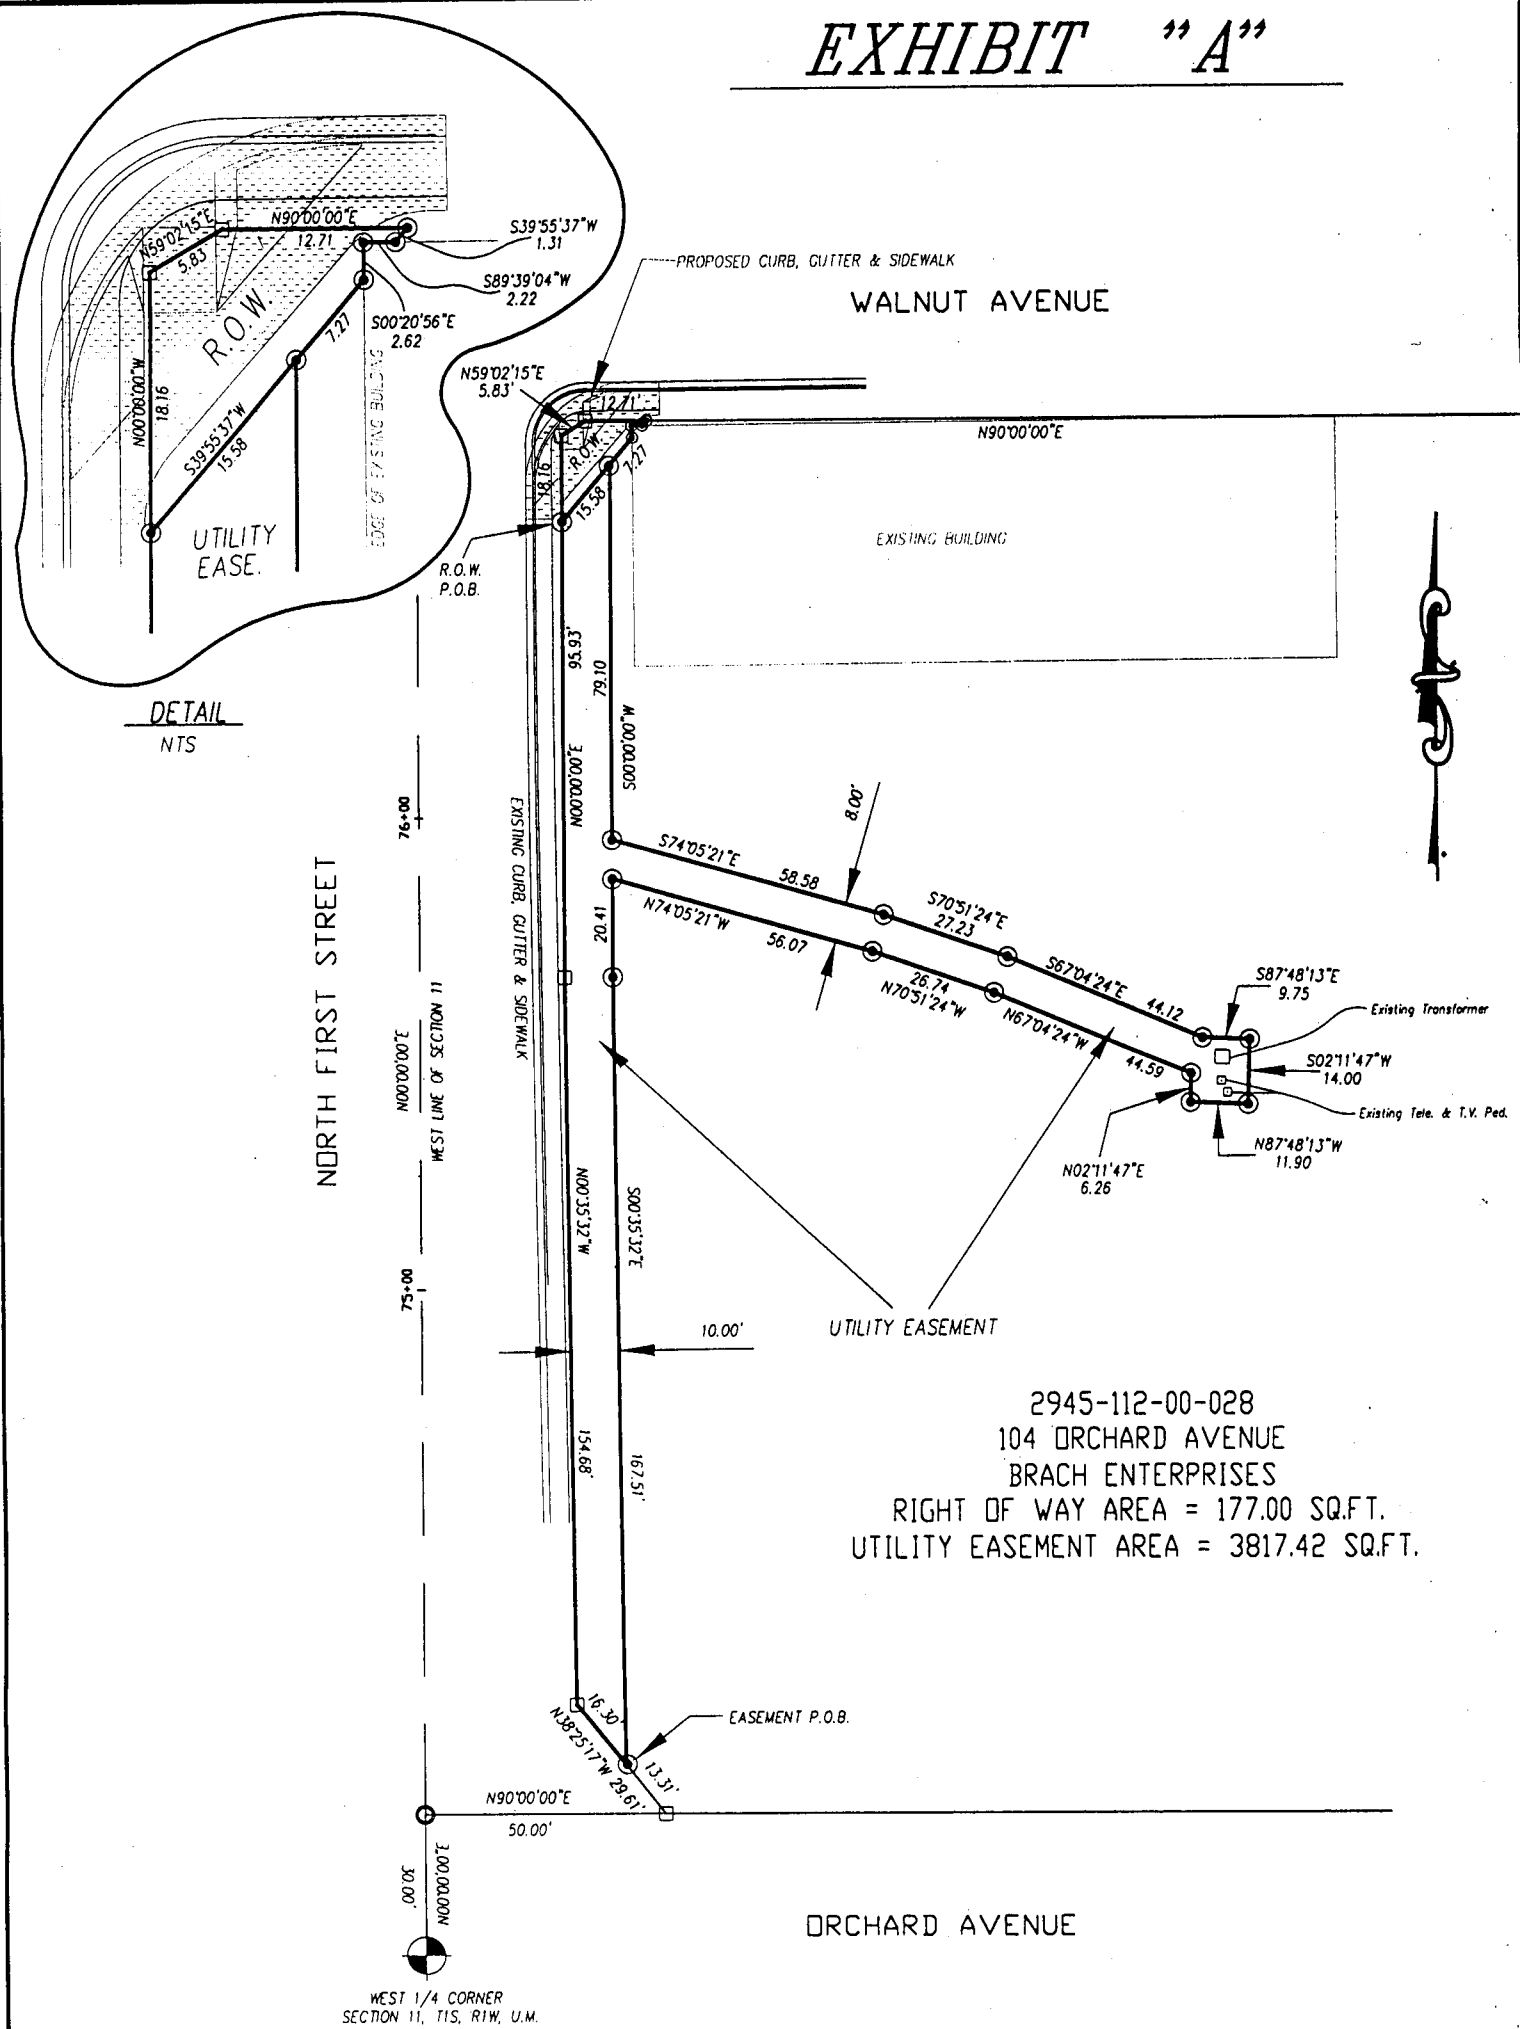 EXHIBIT "A"
N59°02'15"E
5.83
N90°00'00"E
12.71
S39°55'37"W
1.31
S89°39'04"W
2.22
S00°20'56"E
2.62
7.27
R.O.W.
N00°00'00"W
18.16
S39°55'37"W
15.58
EDGE OF EXISTING BUILDING
UTILITY
EASE.
DETAIL
NTS
PROPOSED CURB, GUTTER & SIDEWALK
WALNUT AVENUE
N59°02'15"E
5.83'
12.71'
N90°00'00"E
R.O.W.
18.16
7.27
15.58
R.O.W.
P.O.B.
EXISTING BUILDING
95.93'
N00°00'00"E
79.10
S00°00'00"W
76+00
EXISTING CURB, GUTTER & SIDEWALK
NORTH FIRST STREET
N00°00'00"E
WEST LINE OF SECTION 11
75+00
8.00'
S74°05'21"E
58.58
N74°05'21"W
56.07
20.41
S70°51'24"E
27.23
26.74
N70°51'24"W
S67°04'24"E
44.12
N67°04'24"W
44.59
S87°48'13"E
9.75
Existing Transformer
S02°11'47"W
14.00
Existing Tele. & T.V. Ped.
N87°48'13"W
11.90
N02°11'47"E
6.26
N00°35'32"W
S00°35'32"E
UTILITY EASEMENT
10.00'
154.68'
167.51'
2945-112-00-028
104 ORCHARD AVENUE
BRACH ENTERPRISES
RIGHT OF WAY AREA = 177.00 SQ.FT.
UTILITY EASEMENT AREA = 3817.42 SQ.FT.
16.30'
N38°25'17"W 29.61'
13.31'
EASEMENT P.O.B.
N90°00'00"E
50.00'
N00°00'00"E
30.00'
ORCHARD AVENUE
WEST 1/4 CORNER
SECTION 11, T1S, R1W, U.M.